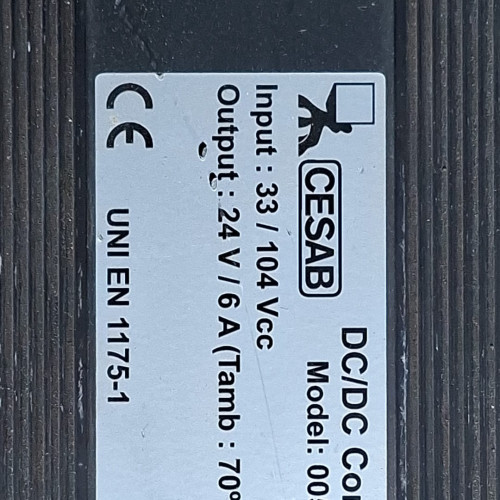 CESAB
DC/DC Co
Model: 00
Input : 33 / 104 Vcc
Output : 24 V / 6 A (Tamb : 70°
CE
UNI EN 1175-1